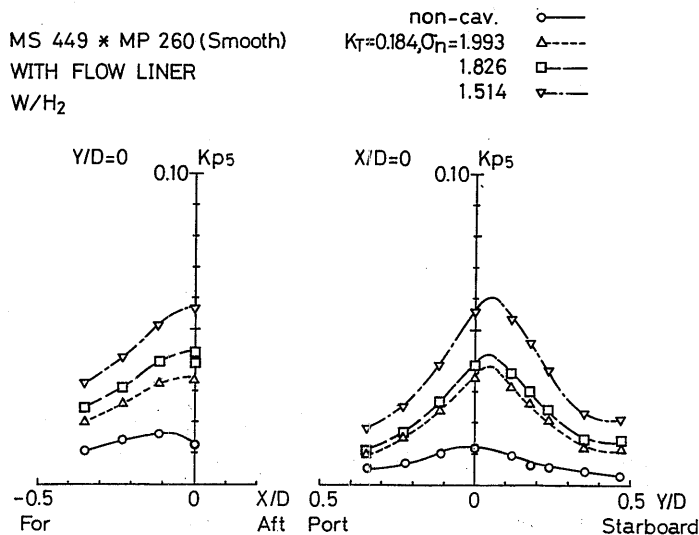 non-cav.
MS 449 * MP 260 (Smooth)
KT=0.184, σn=1.993
WITH FLOW LINER
1.826
W/H2
1.514
Y/D=0
0.10 Kp5
X/D=0
0.10 Kp5
-0.5
0
X/D
0.5
0
0.5
Y/D
For
Aft
Port
Starboard